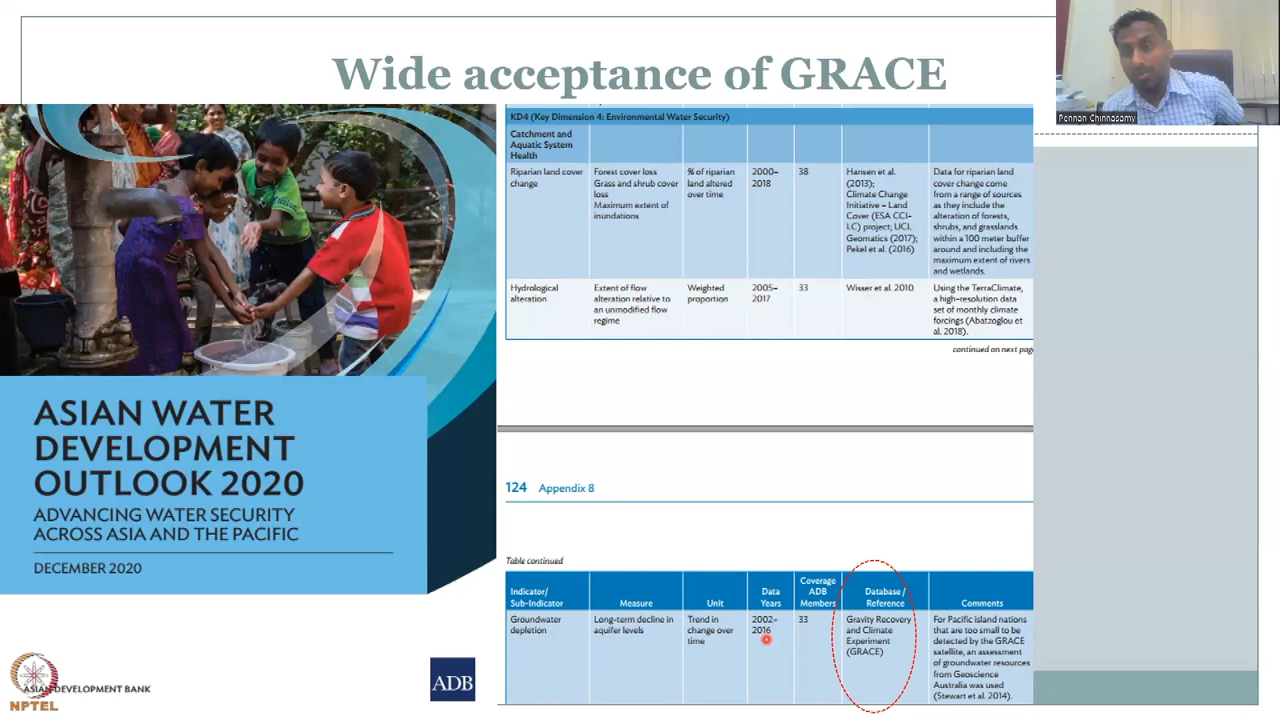 Wide acceptance of GRACE
Pennan Chinnasamy
ASIAN WATER
DEVELOPMENT
OUTLOOK 2020
ADVANCING WATER SECURITY
ACROSS ASIA AND THE PACIFIC
DECEMBER 2020
ASIAN DEVELOPMENT BANK
NPTEL
ADB
KD4 (Key Dimension 4: Environmental Water Security)
Catchment and
Aquatic System
Health
Riparian land cover
change
Forest cover loss
Grass and shrub cover
loss
Maximum extent of
inundations
% of riparian
land altered
over time
2000–
2018
38
Hansen et al.
(2013);
Climate Change
Initiative – Land
Cover (ESA CCI-
LC) project; UCL
Geomatics (2017);
Pekel et al. (2016)
Data for riparian land
cover change come
from a range of sources
as they include the
alteration of forests,
shrubs, and grasslands
within a 100 meter buffer
around and including the
maximum extent of rivers
and wetlands.
Hydrological
alteration
Extent of flow
alteration relative to
an unmodified flow
regime
Weighted
proportion
2005–
2017
33
Wisser et al. 2010
Using the TerraClimate,
a high-resolution data
set of monthly climate
forcings (Abatzoglou et
al. 2018).
continued on next pag
124 Appendix 8
Table continued
Indicator/
Sub-Indicator
Measure
Unit
Data
Years
Coverage
ADB
Members
Database /
Reference
Comments
Groundwater
depletion
Long-term decline in
aquifer levels
Trend in
change over
time
2002–
2016
33
Gravity Recovery
and Climate
Experiment
(GRACE)
For Pacific island nations
that are too small to be
detected by the GRACE
satellite, an assessment
of groundwater resources
from Geoscience
Australia was used
(Stewart et al. 2014).